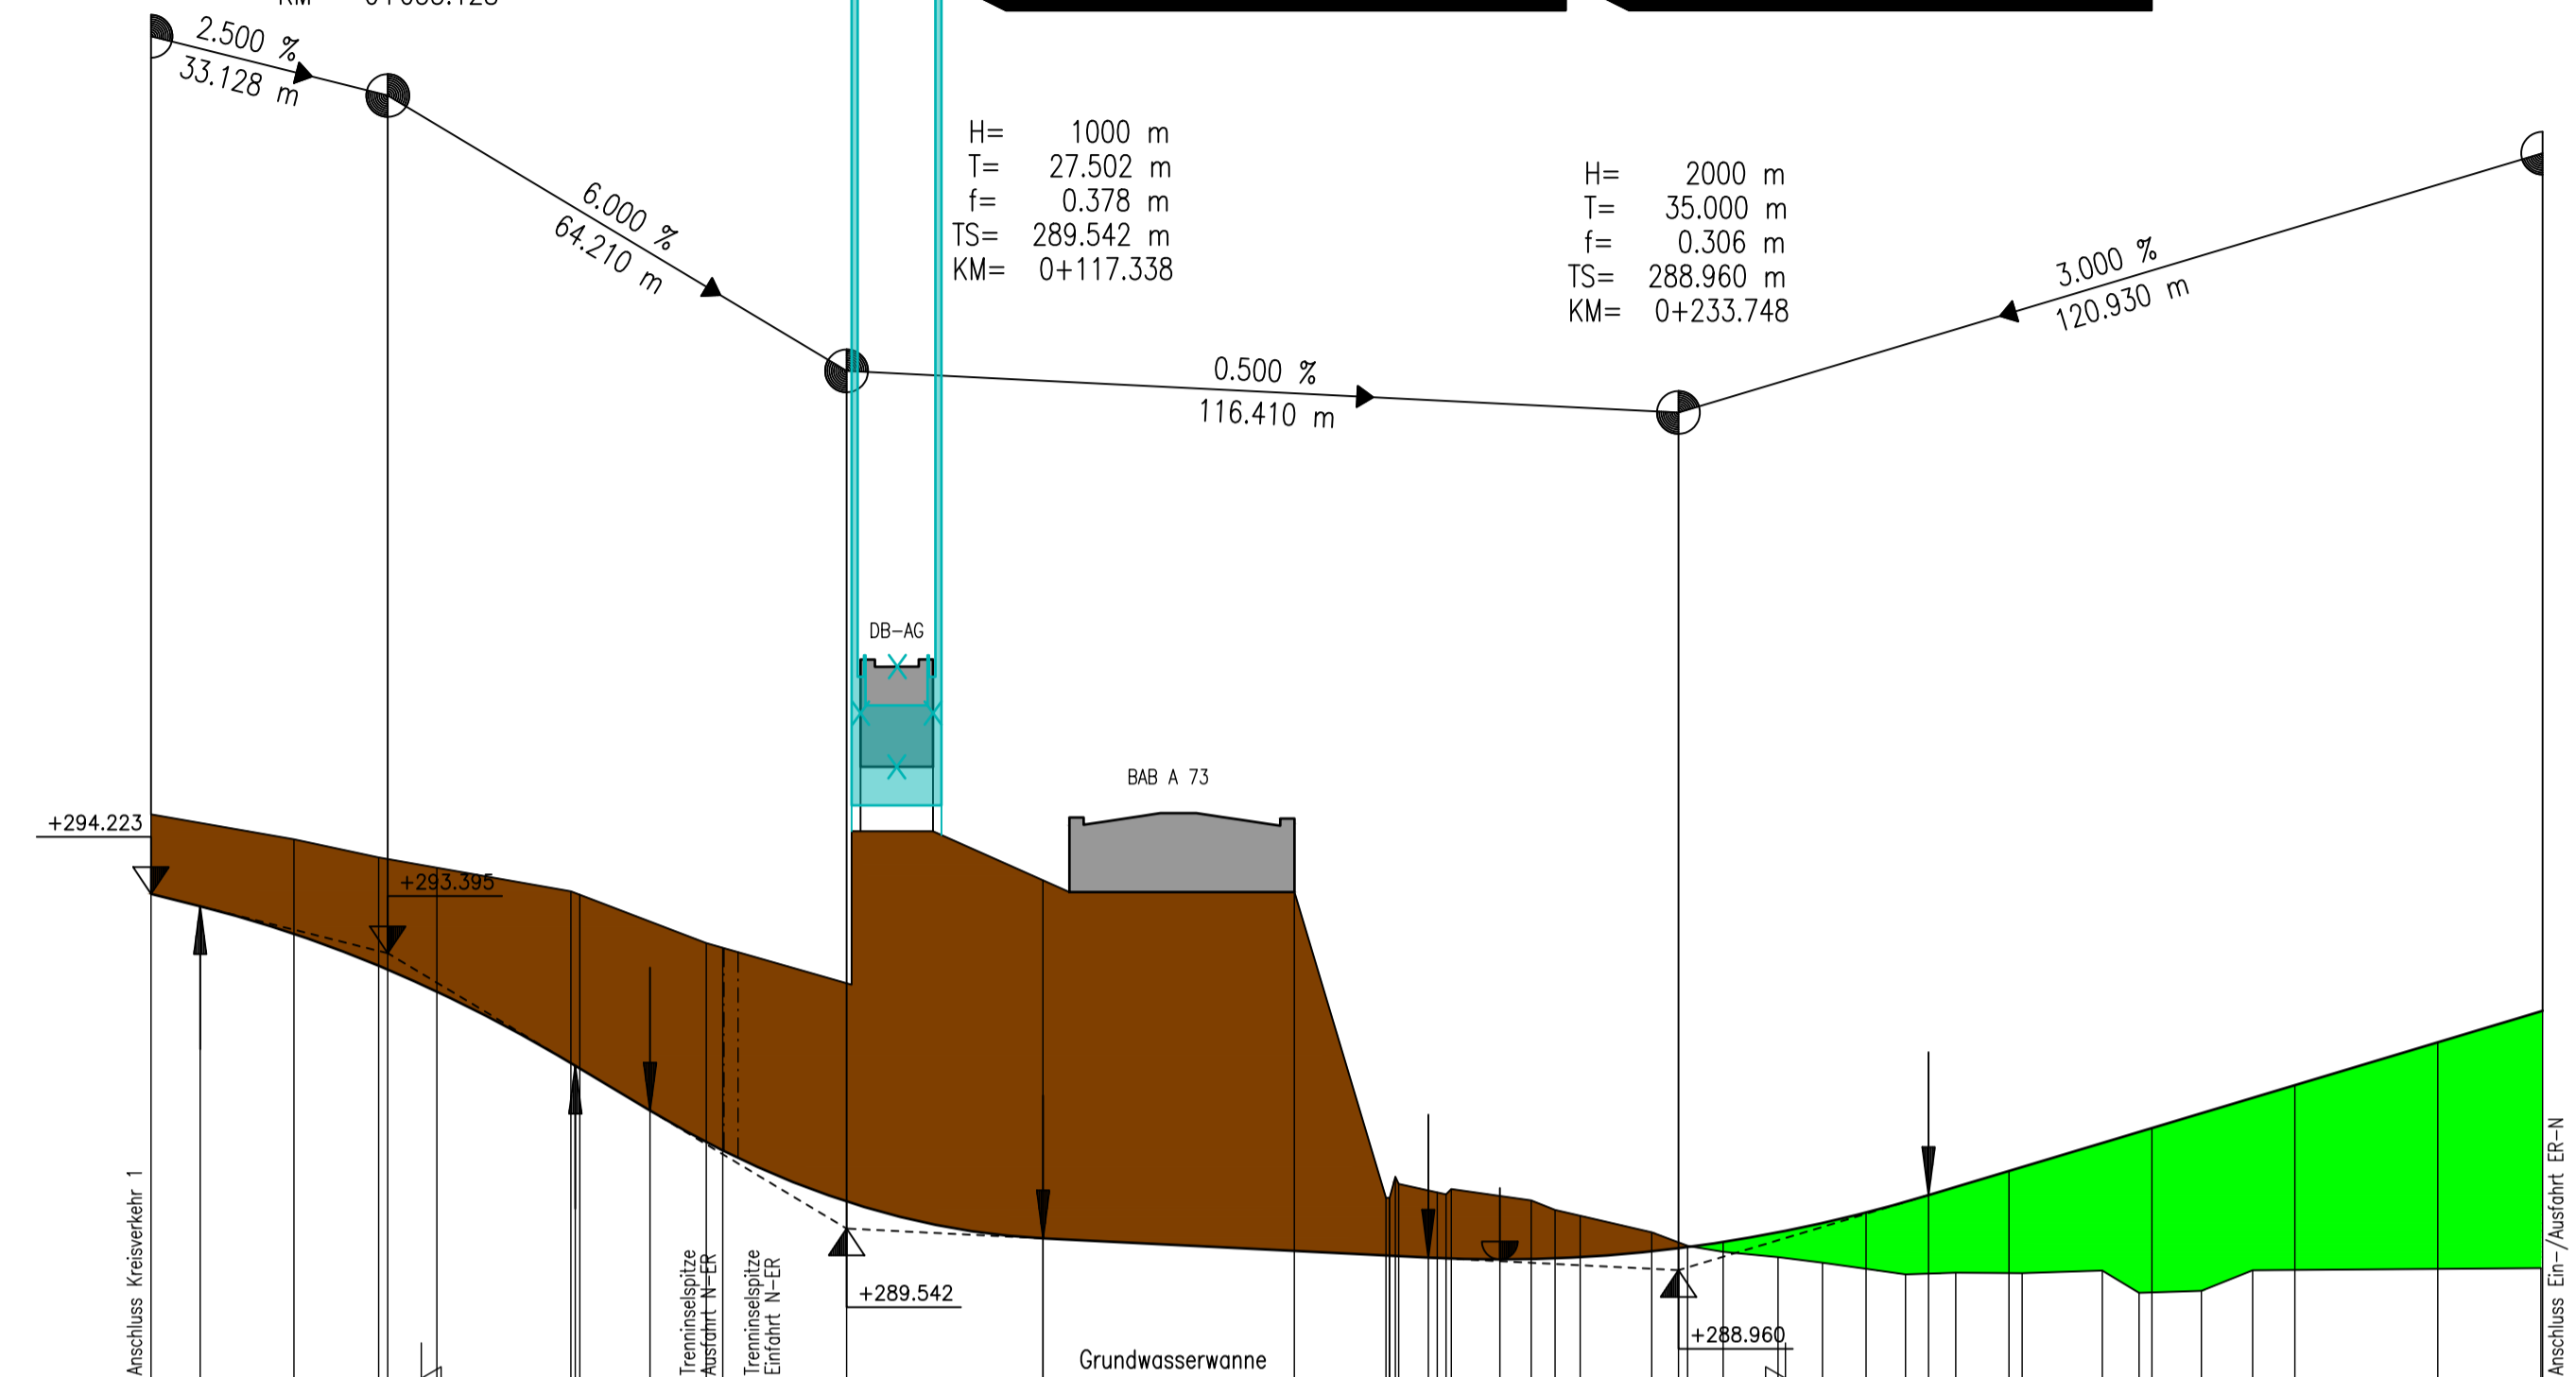 2.500 %
33.128 m
6.000 %
64.210 m
H= 1000 m
T= 27.502 m
f= 0.378 m
TS= 289.542 m
KM= 0+117.338
H= 2000 m
T= 35.000 m
f= 0.306 m
TS= 288.960 m
KM= 0+233.748
3.000 %
120.930 m
0.500 %
116.410 m
DB-AG
BAB A 73
+294.223
+293.395
+289.542
+288.960
Anschluss Kreisverkehr 1
Trenninselspitze
Ausfahrt N-ER
Trenninselspitze
Einfahrt N-ER
Grundwasserwanne
Anschluss Ein-/Ausfahrt ER-N